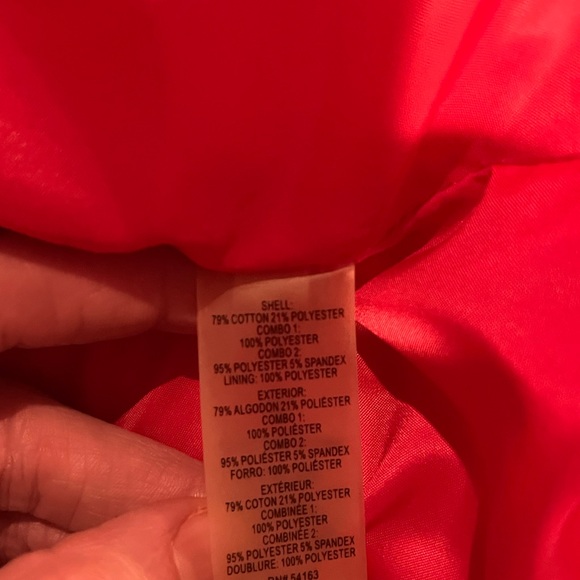 SHELL:
79% COTTON 21% POLYESTER
COMBO 1:
100% POLYESTER
COMBO 2:
95% POLYESTER 5% SPANDEX
LINING: 100% POLYESTER
EXTERIOR:
79% ALGODON 21% POLIÉSTER
COMBO 1:
100% POLIÉSTER
COMBO 2:
95% POLIÉSTER 5% SPANDEX
FORRO: 100% POLIÉSTER
EXTÉRIEUR:
79% COTON 21% POLYESTER
COMBINÉE 1:
100% POLYESTER
COMBINÉE 2:
95% POLYESTER 5% SPANDEX
DOUBLURE: 100% POLYESTER
RN# 54163